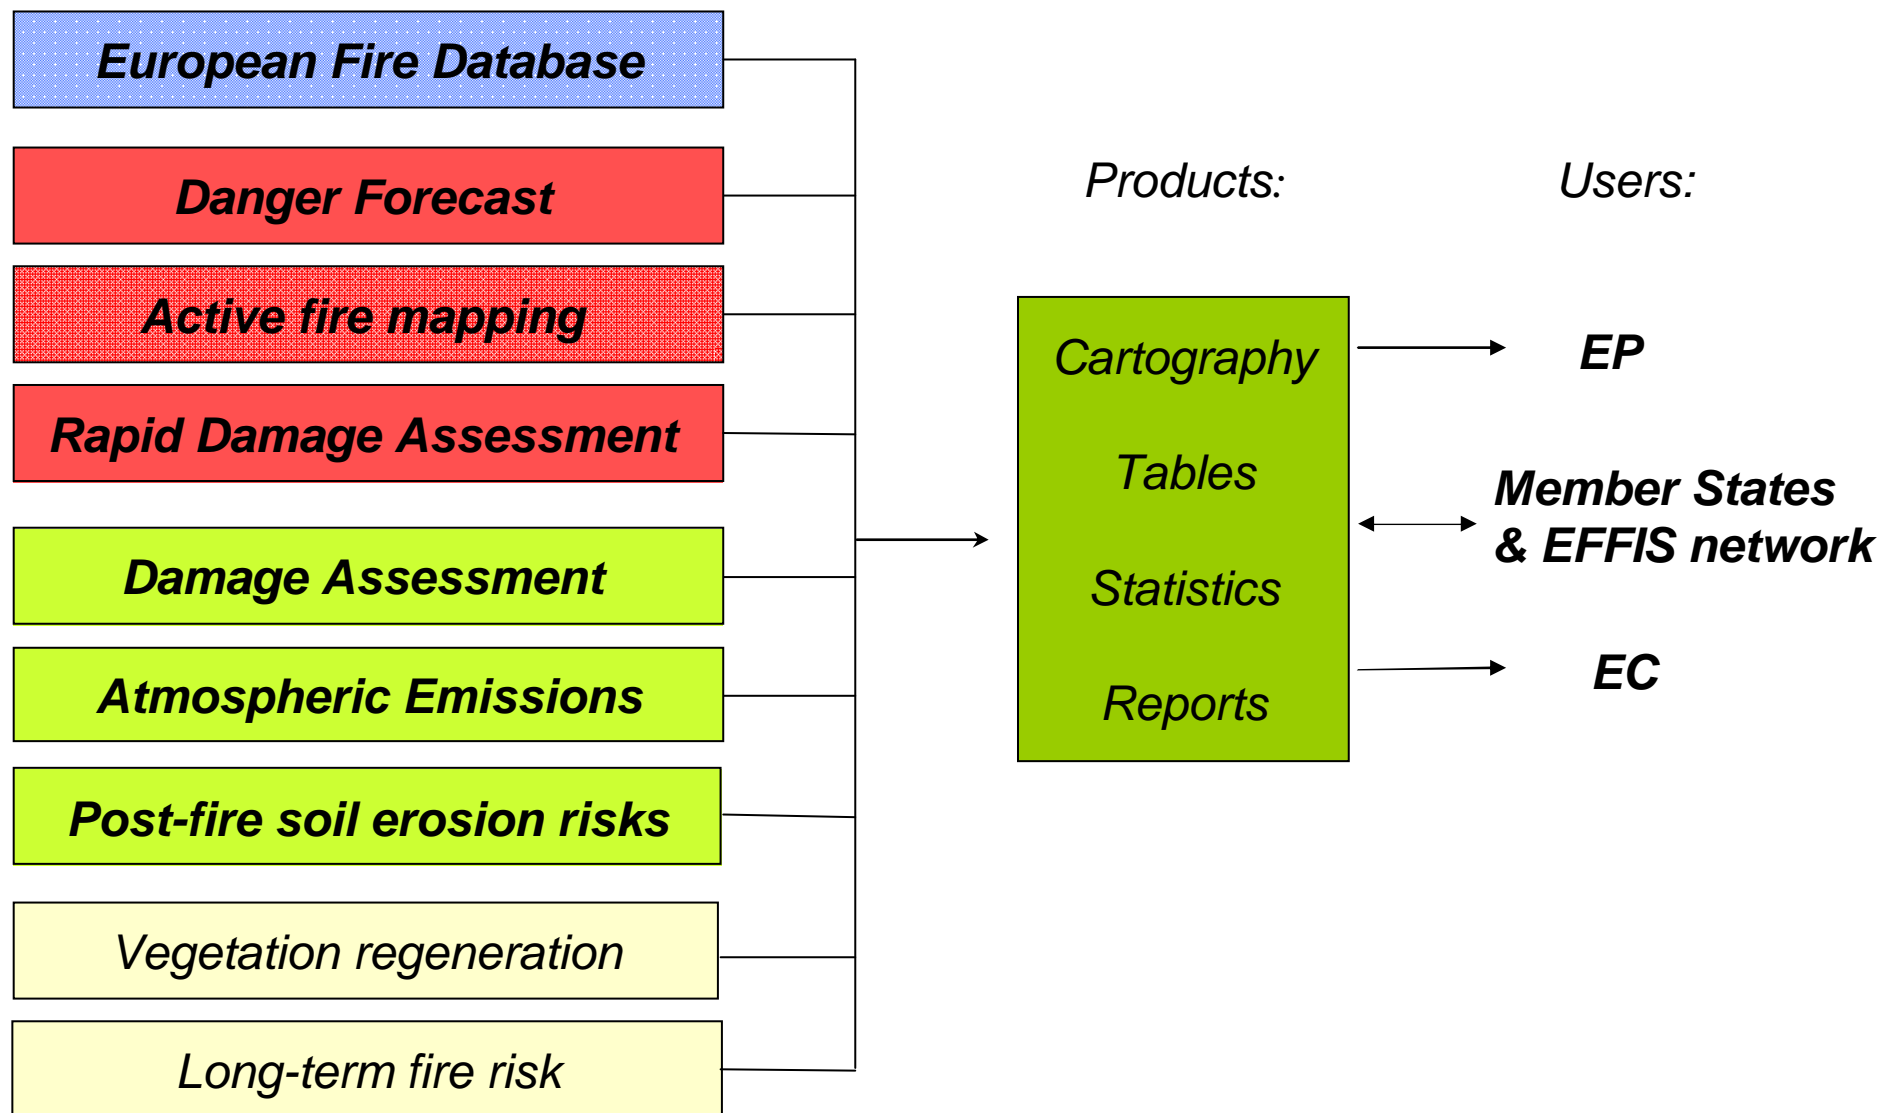 European Fire Database
Danger Forecast
Active fire mapping
Rapid Damage Assessment
Damage Assessment
Atmospheric Emissions
Post-fire soil erosion risks
Vegetation regeneration
Long-term fire risk
Products:
Cartography
Tables
Statistics
Reports
Users:
EP
Member States
& EFFIS network
EC